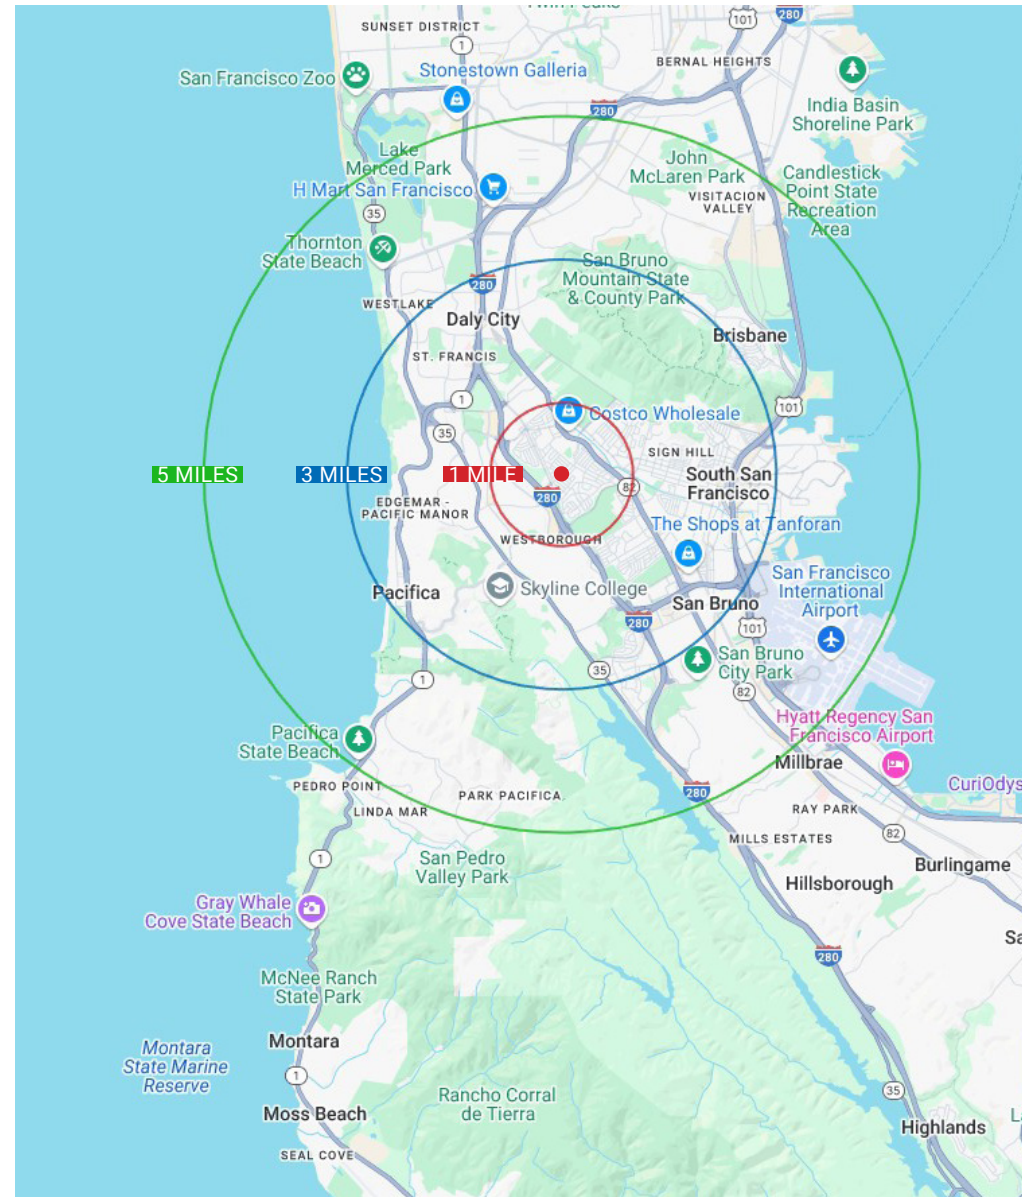 Twin Peaks
SUNSET DISTRICT
101
280
1
BERNAL HEIGHTS
San Francisco Zoo
Stonestown Galleria
280
India Basin
Shoreline Park
Lake
Merced Park
John
McLaren Park
Candlestick
Point State
Recreation
Area
H Mart San Francisco
VISITACION
VALLEY
35
Thornton
State Beach
San Bruno
Mountain State
& County Park
280
WESTLAKE
Daly City
Brisbane
ST. FRANCIS
1
Costco Wholesale
101
35
SIGN HILL
5 MILES
3 MILES
1 MILE
South San
Francisco
82
280
EDGEMAR -
PACIFIC MANOR
The Shops at Tanforan
WESTBOROUGH
San Francisco
International
Airport
Pacifica
Skyline College
San Bruno
280
101
San Bruno
City Park
35
1
82
Hyatt Regency San
Francisco Airport
Pacifica
State Beach
Millbrae
PEDRO POINT
PARK PACIFICA
280
CuriOdys
LINDA MAR
RAY PARK
82
MILLS ESTATES
1
San Pedro
Valley Park
Burlingame
Hillsborough
Gray Whale
Cove State Beach
Sa
280
McNee Ranch
State Park
Montara
Montara
State Marine
Reserve
1
35
Rancho Corral
de Tierra
Moss Beach
Highlands
L
SEAL COVE